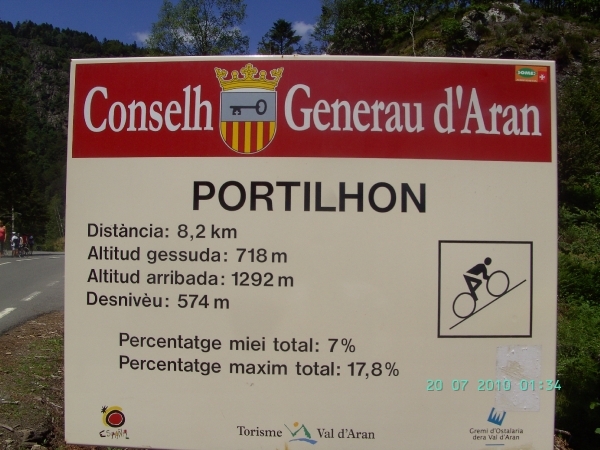 Conselh Generau d'Aran
PORTILHON
Distància: 8,2 km
Altitud gessuda: 718 m
Altitud arribada: 1292 m
Desnivèu: 574 m
Percentatge miei total: 7%
Percentatge maxim total: 17,8%
20 07 2010 01:34
Torisme Val d'Aran
Gremi d'Ostalaria
dera Val d'Aran